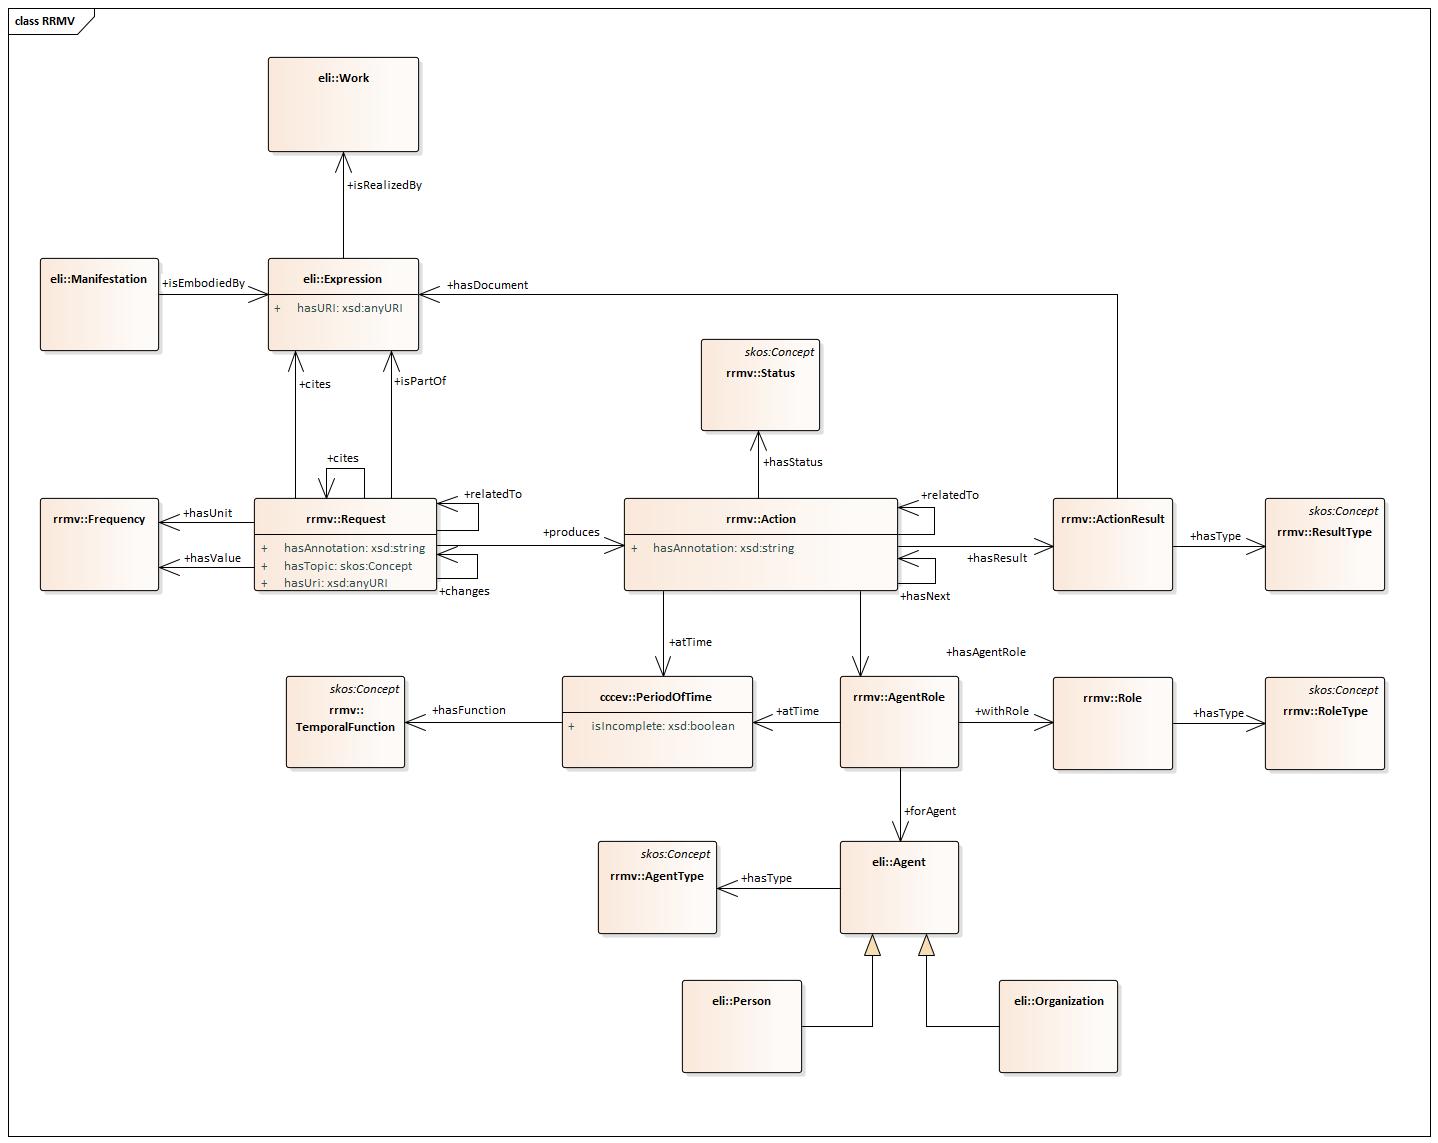 class RRMV
eli::Work
+isRealizedBy
eli::Manifestation
+isEmbodiedBy
eli::Expression
+ hasURI: xsd:anyURI
+hasDocument
+cites
+isPartOf
skos:Concept
rrmv::Status
+hasStatus
+cites
rrmv::Frequency
+hasUnit
+hasValue
rrmv::Request
+ hasAnnotation: xsd:string
+ hasTopic: skos:Concept
+ hasUri: xsd:anyURI
+relatedTo
+changes
+produces
rrmv::Action
+ hasAnnotation: xsd:string
+relatedTo
+hasNext
+hasResult
rrmv::ActionResult
+hasType
skos:Concept
rrmv::ResultType
+atTime
+hasAgentRole
skos:Concept
rrmv::
TemporalFunction
+hasFunction
cccev::PeriodOfTime
+ isIncomplete: xsd:boolean
+atTime
rrmv::AgentRole
+withRole
rrmv::Role
+hasType
skos:Concept
rrmv::RoleType
+forAgent
skos:Concept
rrmv::AgentType
+hasType
eli::Agent
eli::Person
eli::Organization